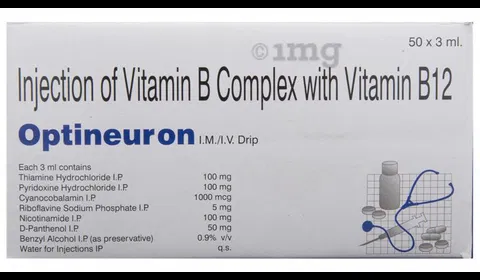 ©1mg
50 x 3 ml.
Injection of Vitamin B Complex with Vitamin B12
Optineuron I.M./I.V. Drip
Each 3 ml contains
Thiamine Hydrochloride I.P 100 mg
Pyridoxine Hydrochloride I.P 100 mg
Cyanocobalamin I.P 1000 mcg
Riboflavine Sodium Phosphate I.P 5 mg
Nicotinamide I.P 100 mg
D-Panthenol I.P 50 mg
Benzyl Alcohol I.P (as preservative) 0.9% v/v
Water for Injections IP q.s.